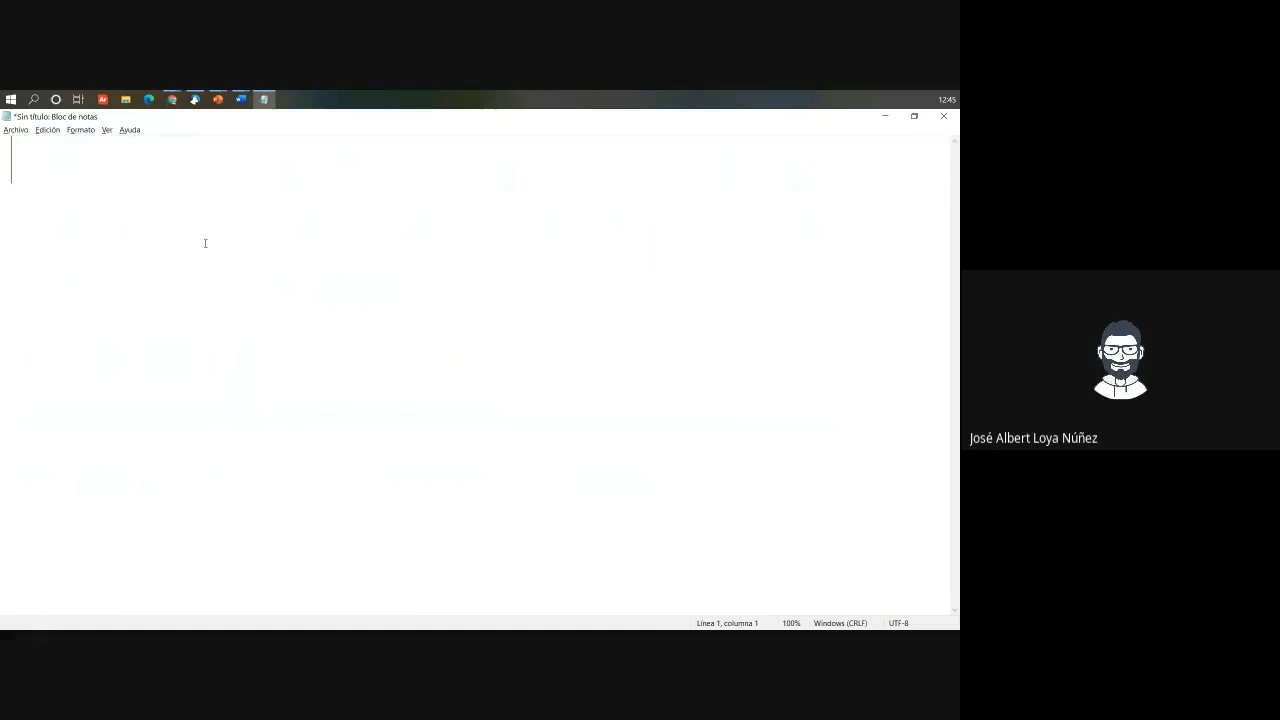 12:45
*Sin título: Bloc de notas
Archivo Edición Formato Ver Ayuda
José Albert Loya Núñez
Línea 1, columna 1 100% Windows (CRLF) UTF-8